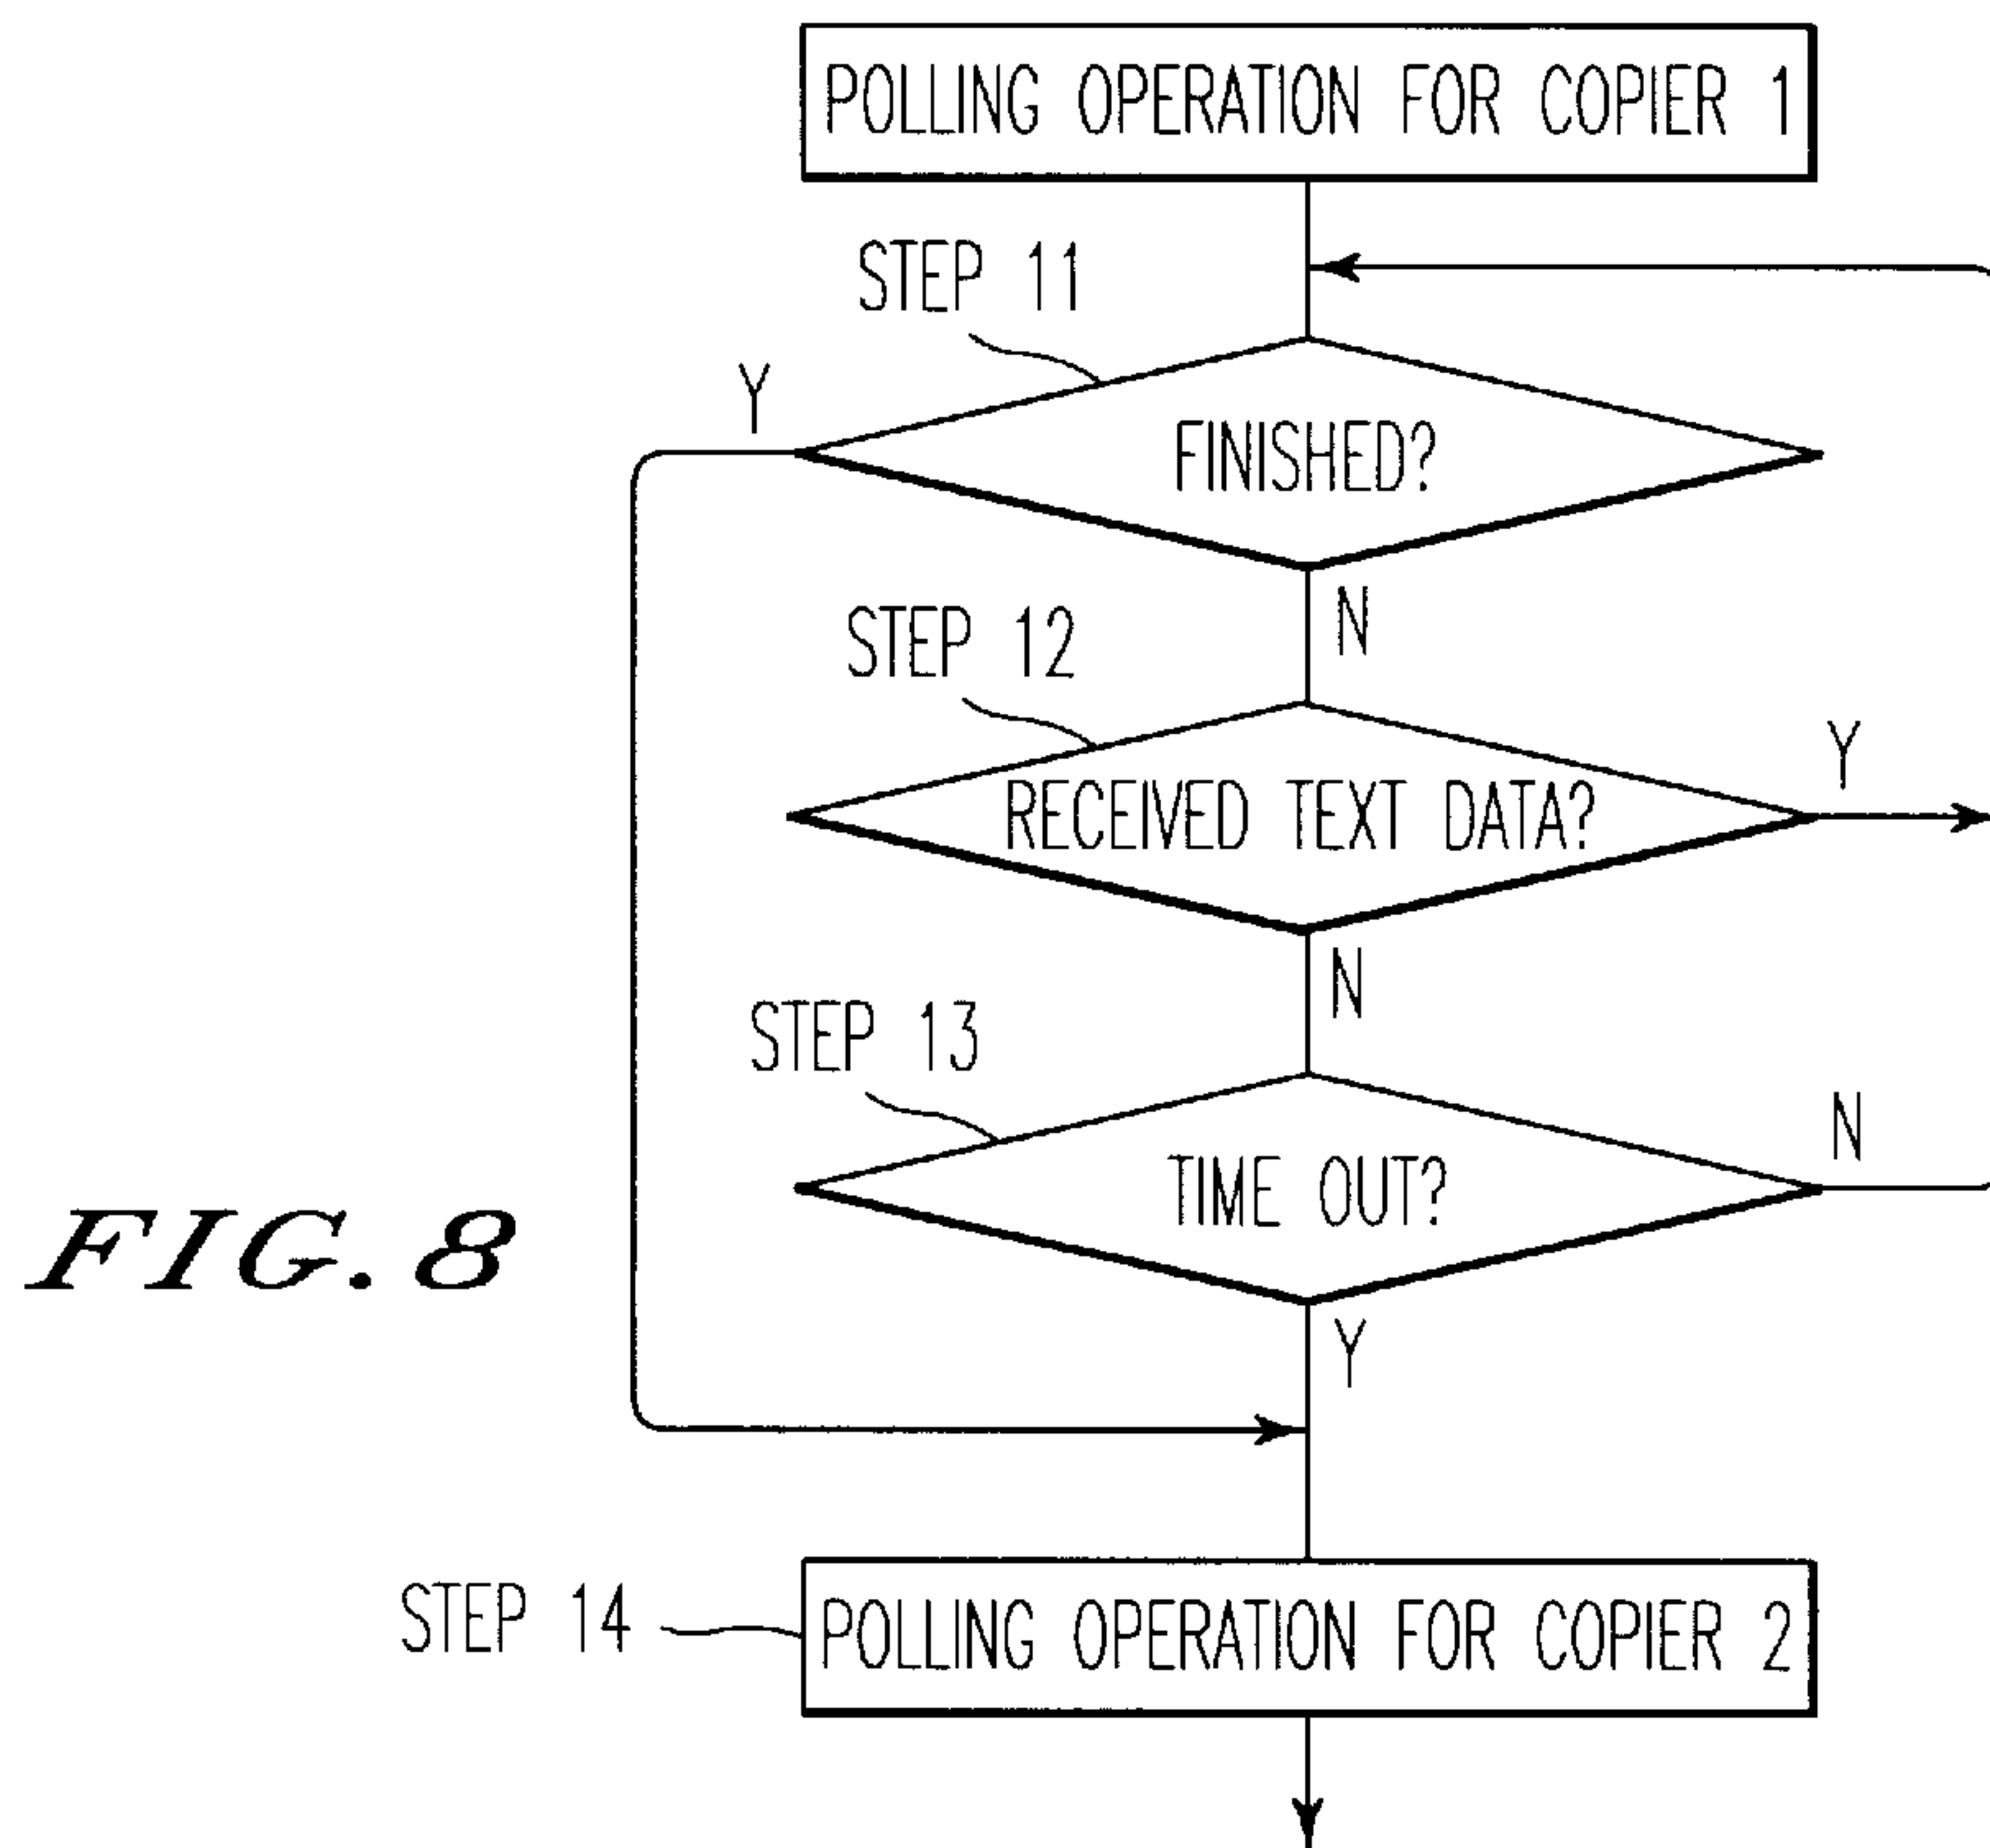 POLLING OPERATION FOR COPIER 1
STEP 11
Y
FINISHED?
N
STEP 12
Y
RECEIVED TEXT DATA?
N
STEP 13
N
TIME OUT?
FIG. 8
Y
STEP 14
POLLING OPERATION FOR COPIER 2